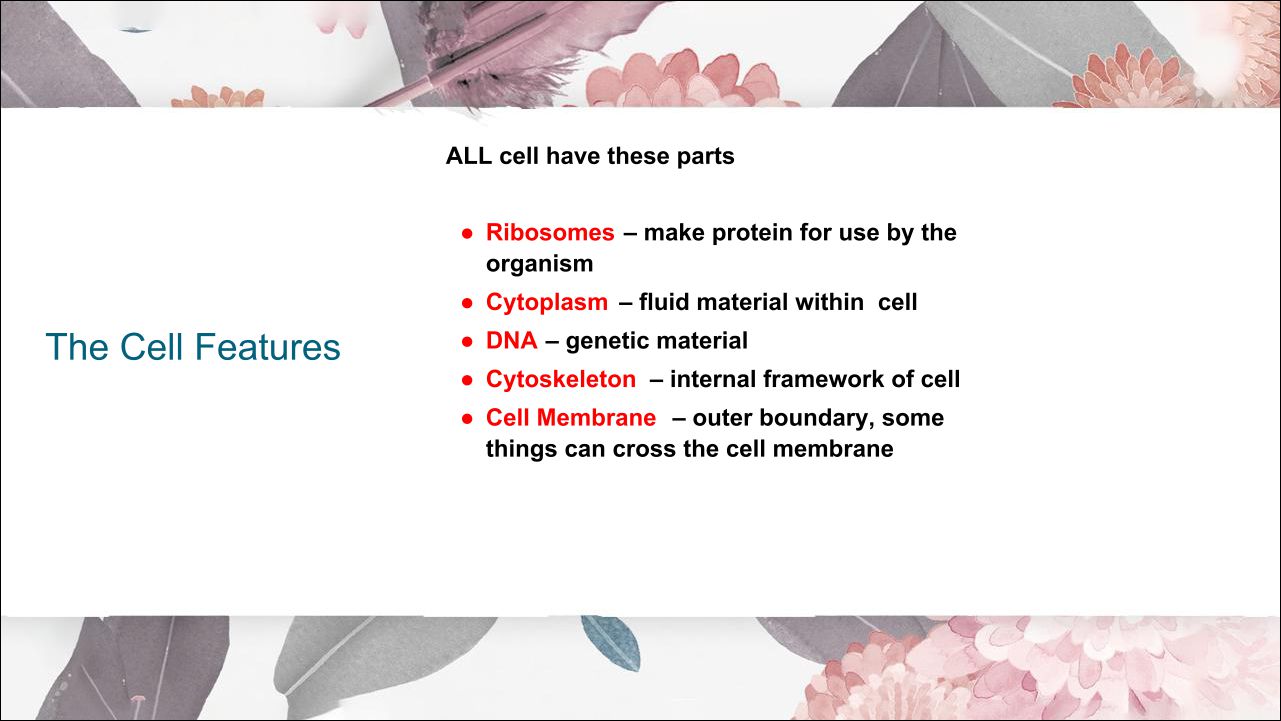 ALL cell have these parts
● Ribosomes – make protein for use by the
organism
● Cytoplasm – fluid material within cell
The Cell Features
● DNA – genetic material
● Cytoskeleton – internal framework of cell
● Cell Membrane – outer boundary, some
things can cross the cell membrane